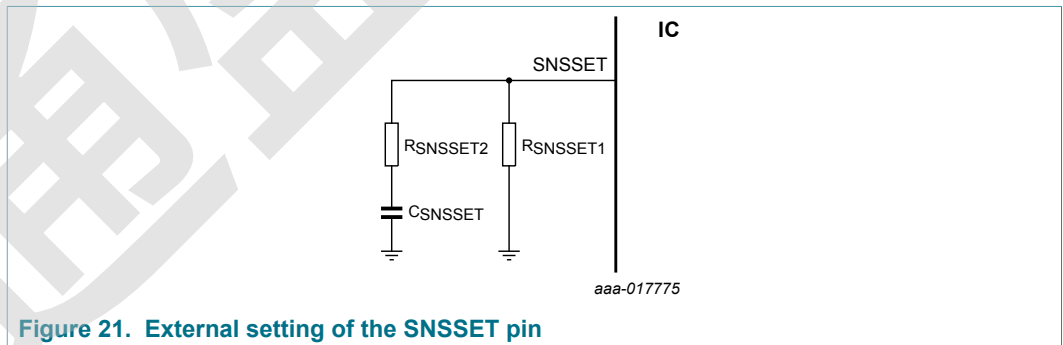 IC
SNSSET
RSNSSET2
RSNSSET1
CSNSSET
aaa-017775
Figure 21. External setting of the SNSSET pin